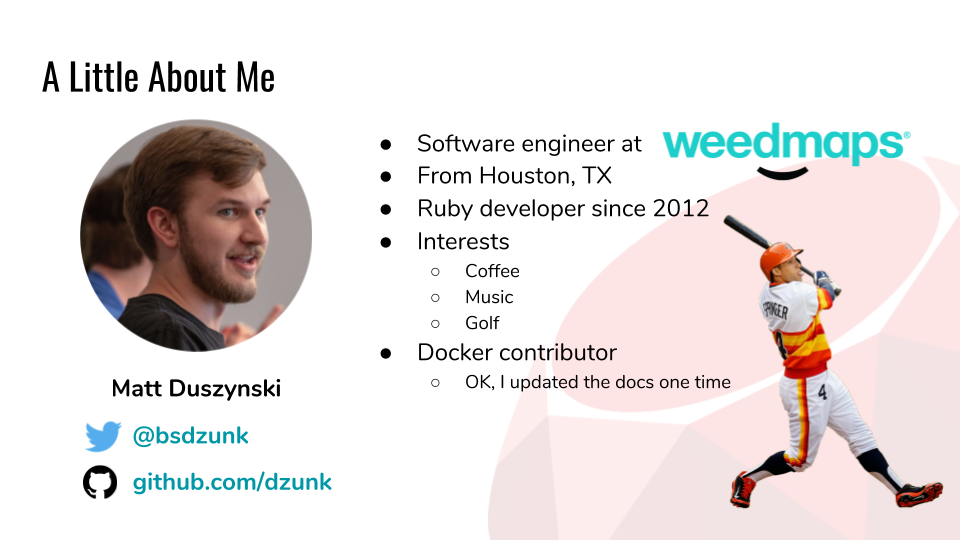 A Little About Me
Software engineer at weedmaps®
From Houston, TX
Ruby developer since 2012
Interests
Coffee
Music
Golf
Docker contributor
OK, I updated the docs one time
Matt Duszynski
@bsdzunk
github.com/dzunk
SPRINGER
4